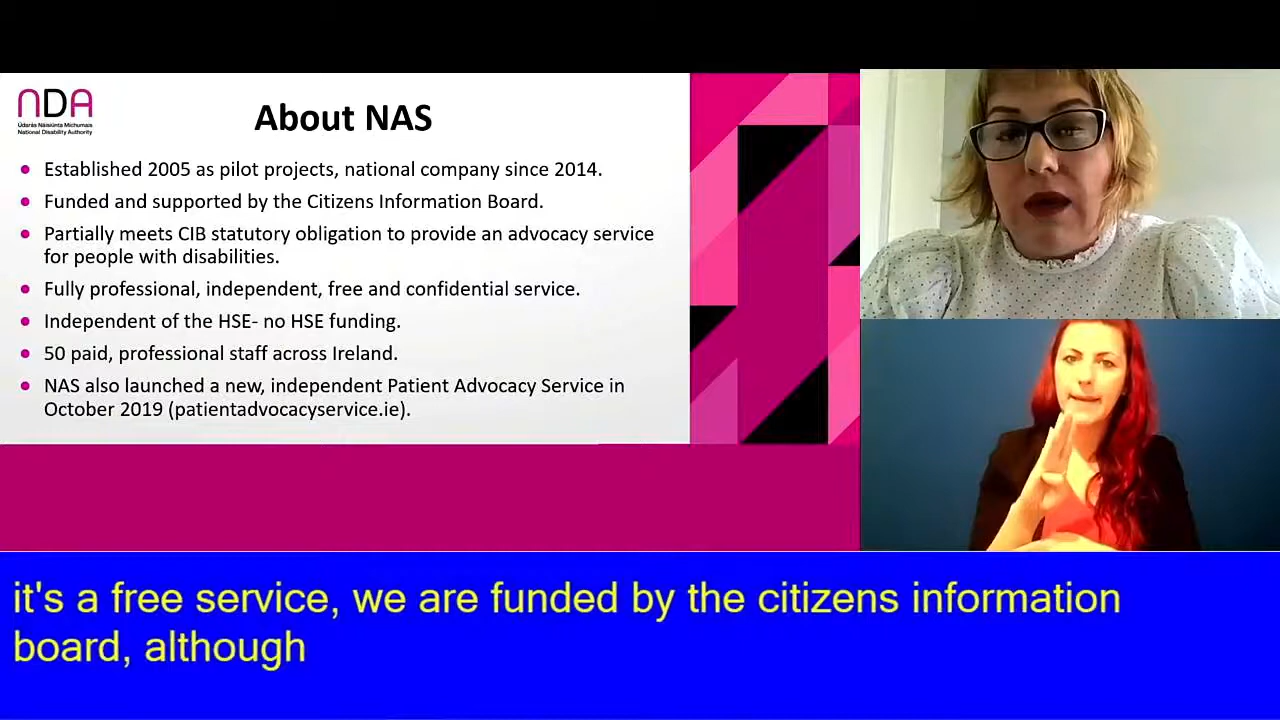 NDA
Údarás Náisiúnta Míchumais
National Disability Authority
About NAS
Established 2005 as pilot projects, national company since 2014.
Funded and supported by the Citizens Information Board.
Partially meets CIB statutory obligation to provide an advocacy service
for people with disabilities.
Fully professional, independent, free and confidential service.
Independent of the HSE- no HSE funding.
50 paid, professional staff across Ireland.
NAS also launched a new, independent Patient Advocacy Service in
October 2019 (patientadvocacyservice.ie).
it's a free service, we are funded by the citizens information
board, although